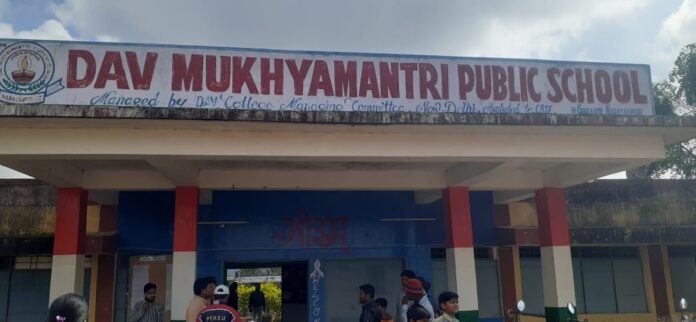 DAV MUKHYAMANTRI PUBLIC SCHOOL
Managed by DAV College Managing Committee, New Delhi,
ओ३म्